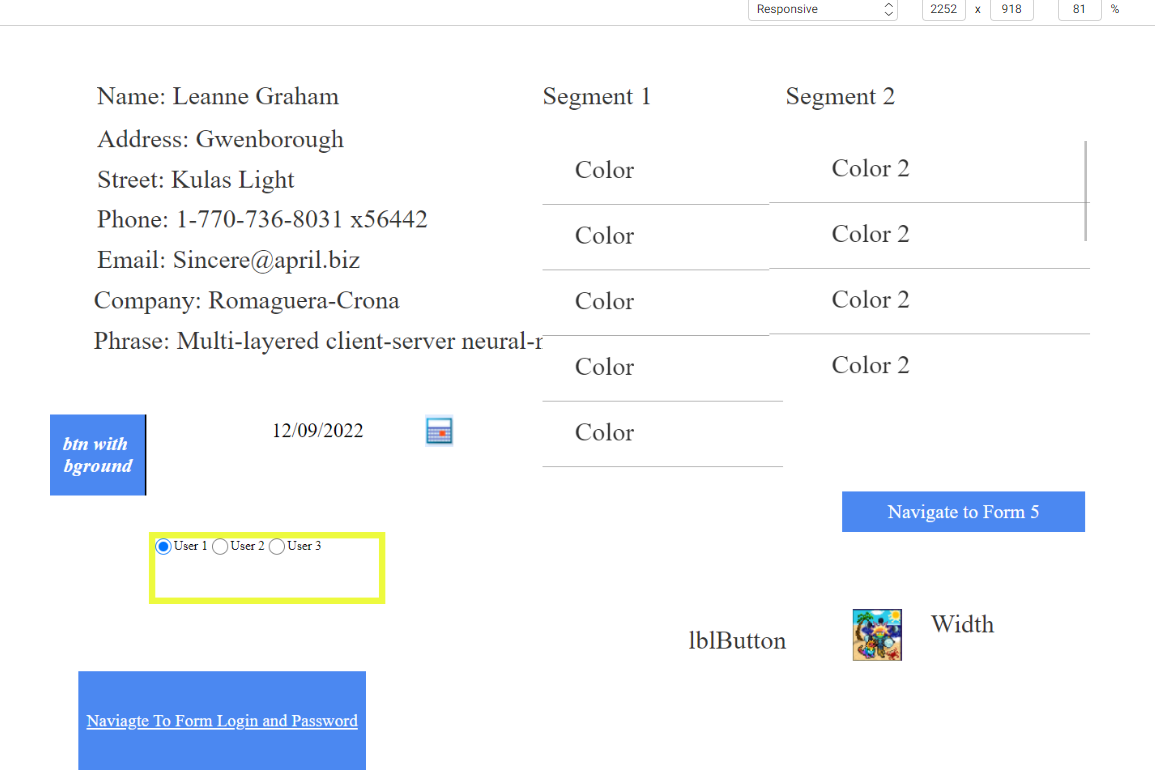 Responsive 2252 x 918 81 %
Name: Leanne Graham
Address: Gwenborough
Street: Kulas Light
Phone: 1-770-736-8031 x56442
Email: Sincere@april.biz
Company: Romaguera-Crona
Phrase: Multi-layered client-server neural-
Segment 1
Color
Color
Color
Color
Color
Segment 2
Color 2
Color 2
Color 2
Color 2
btn with
bground
12/09/2022
Navigate to Form 5
User 1 User 2 User 3
lblButton
Width
Naviagte To Form Login and Password